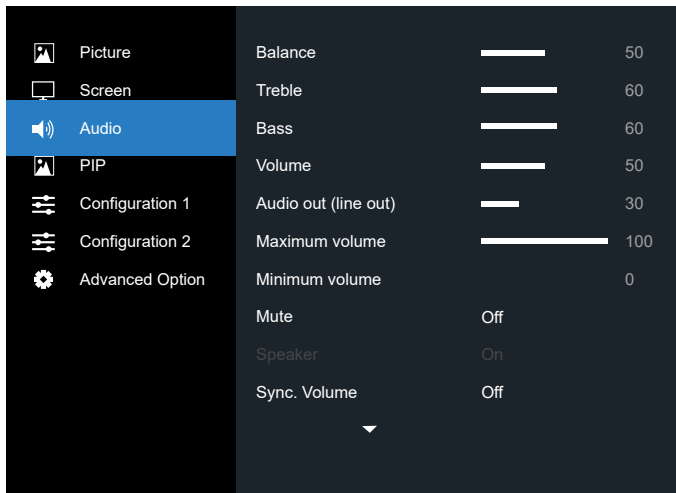 Picture
Screen
Audio
PIP
Configuration 1
Configuration 2
Advanced Option
Balance 50
Treble 60
Bass 60
Volume 50
Audio out (line out) 30
Maximum volume 100
Minimum volume 0
Mute Off
Speaker On
Sync. Volume Off